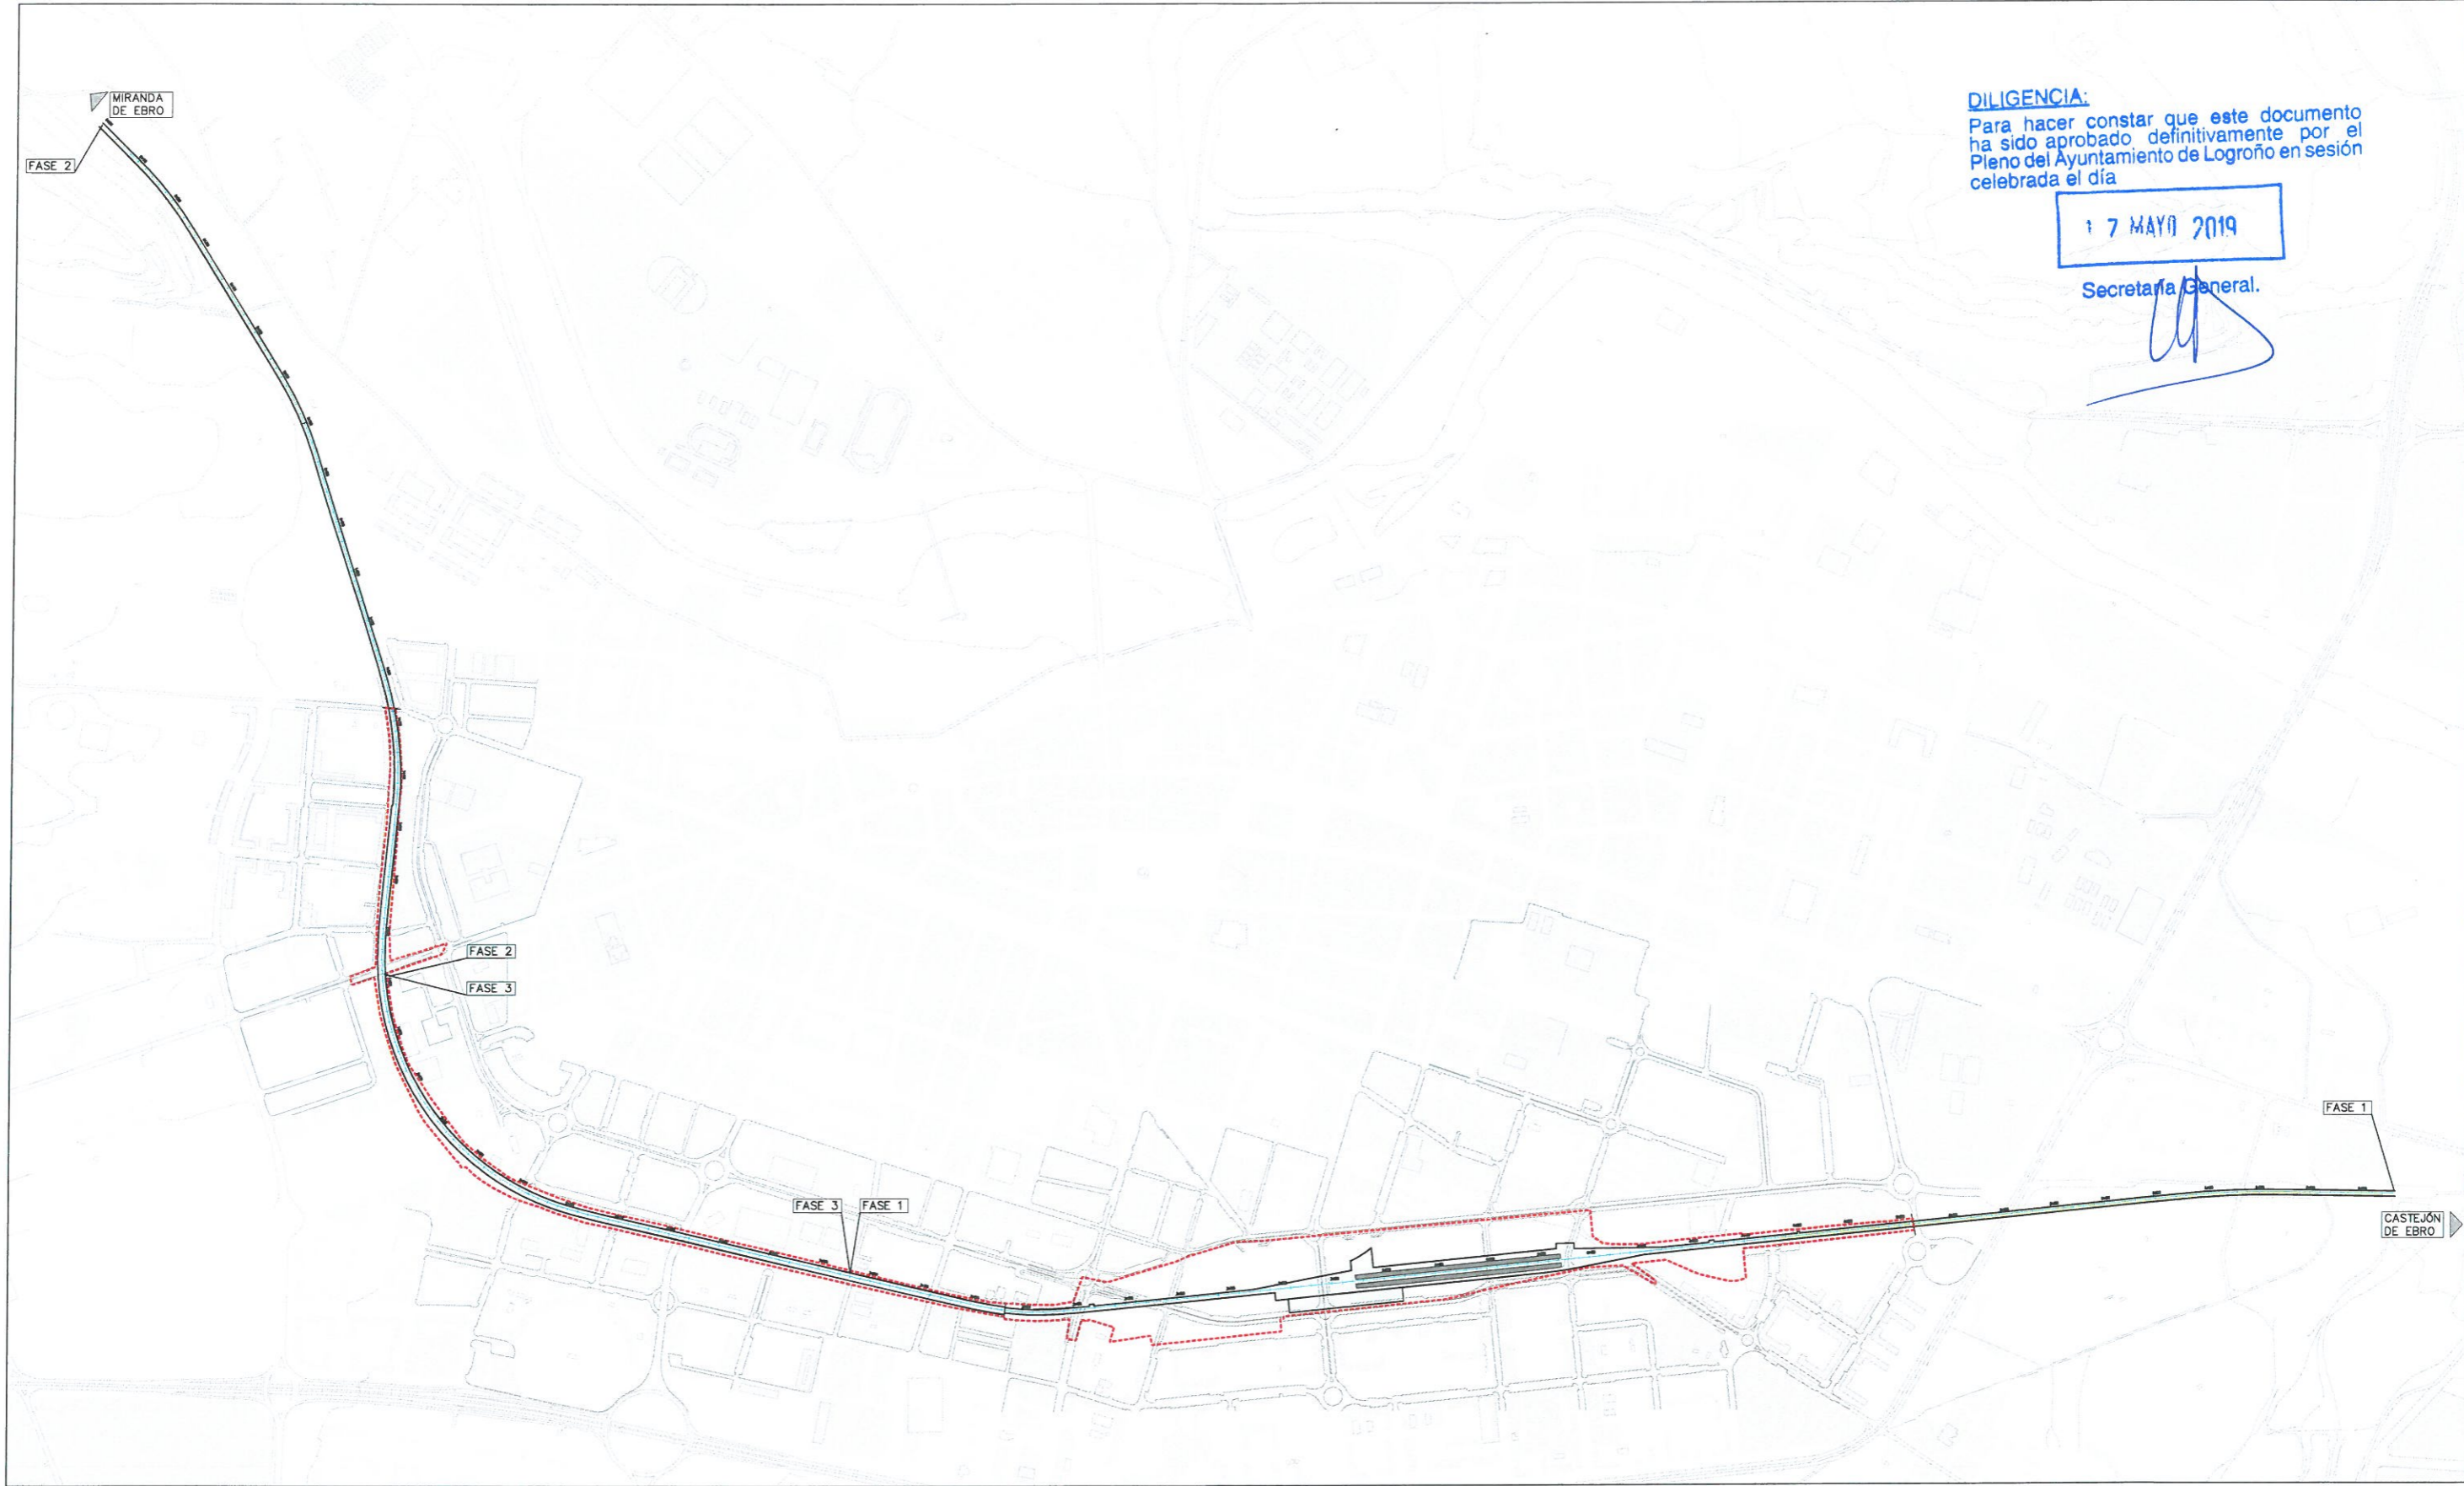 MIRANDA
DE EBRO
FASE 2
DILIGENCIA:
Para hacer constar que este documento
ha sido aprobado definitivamente por el
Pleno del Ayuntamiento de Logroño en sesión
celebrada el día
17 MAYO 2019
Secretaría General.
FASE 2
FASE 3
FASE 3
FASE 1
FASE 1
CASTEJÓN
DE EBRO